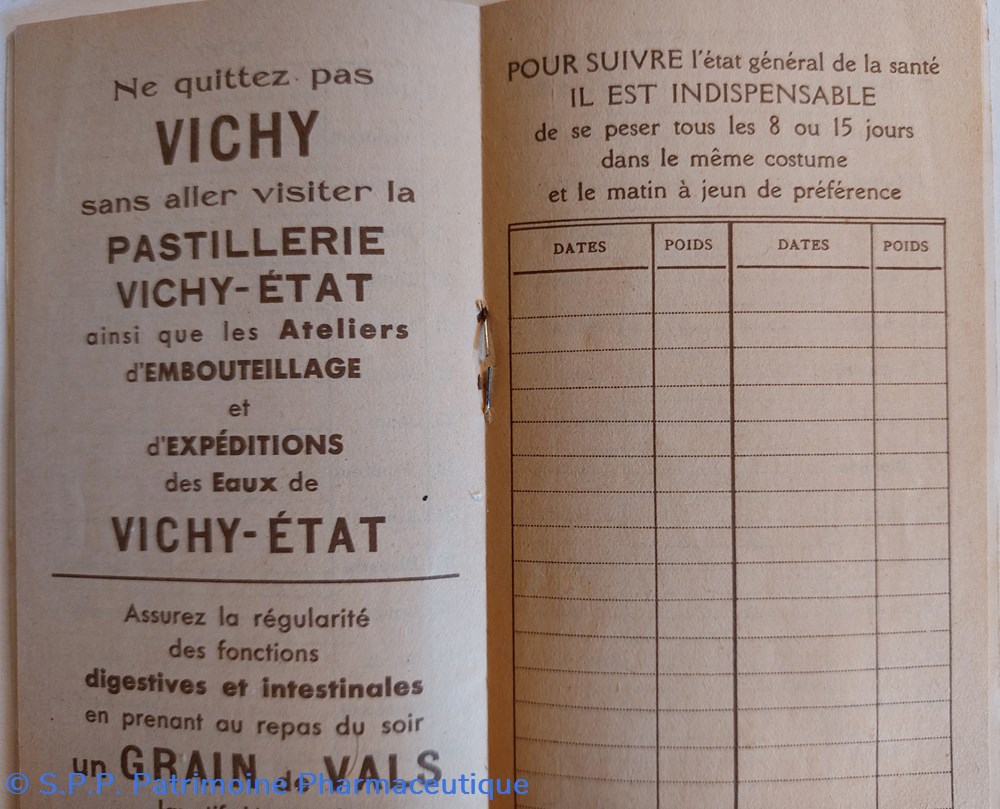 Ne quittez pas
VICHY
sans aller visiter la
PASTILLERIE
VICHY-ÉTAT
ainsi que les Ateliers
d'EMBOUTEILLAGE
et
d'EXPÉDITIONS
des Eaux de
VICHY-ÉTAT
Assurez la régularité
des fonctions
digestives et intestinales
en prenant au repas du soir
un GRAIN de VALS
POUR SUIVRE l'état général de la santé
IL EST INDISPENSABLE
de se peser tous les 8 ou 15 jours
dans le même costume
et le matin à jeun de préférence
DATES POIDS DATES POIDS
© S.P.P. Patrimoine Pharmaceutique